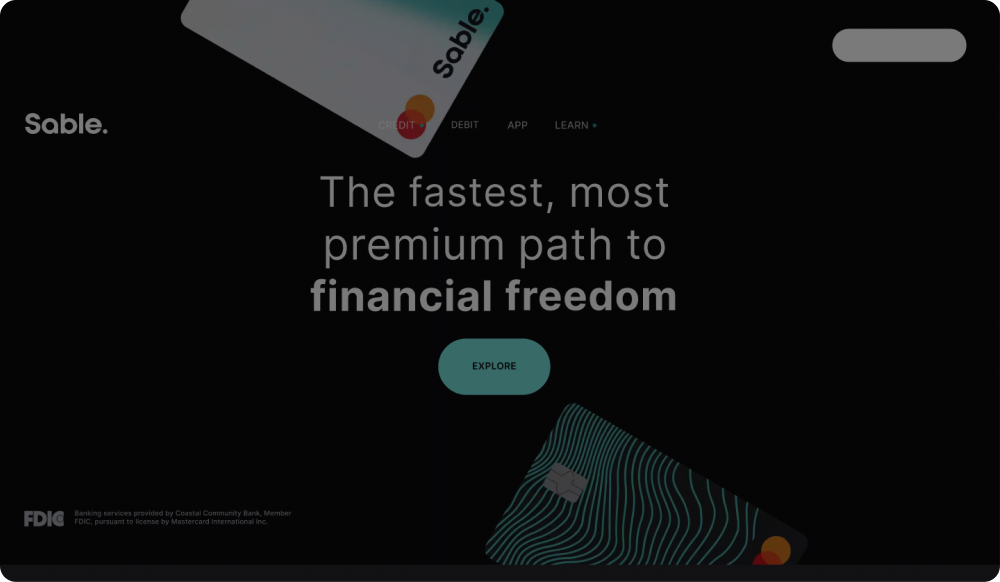 Sable.
Sable.
CREDIT
DEBIT
APP
LEARN
The fastest, most
premium path to
financial freedom
EXPLORE
FDIC
Banking services provided by Coastal Community Bank, Member
FDIC, pursuant to license by Mastercard International Inc.